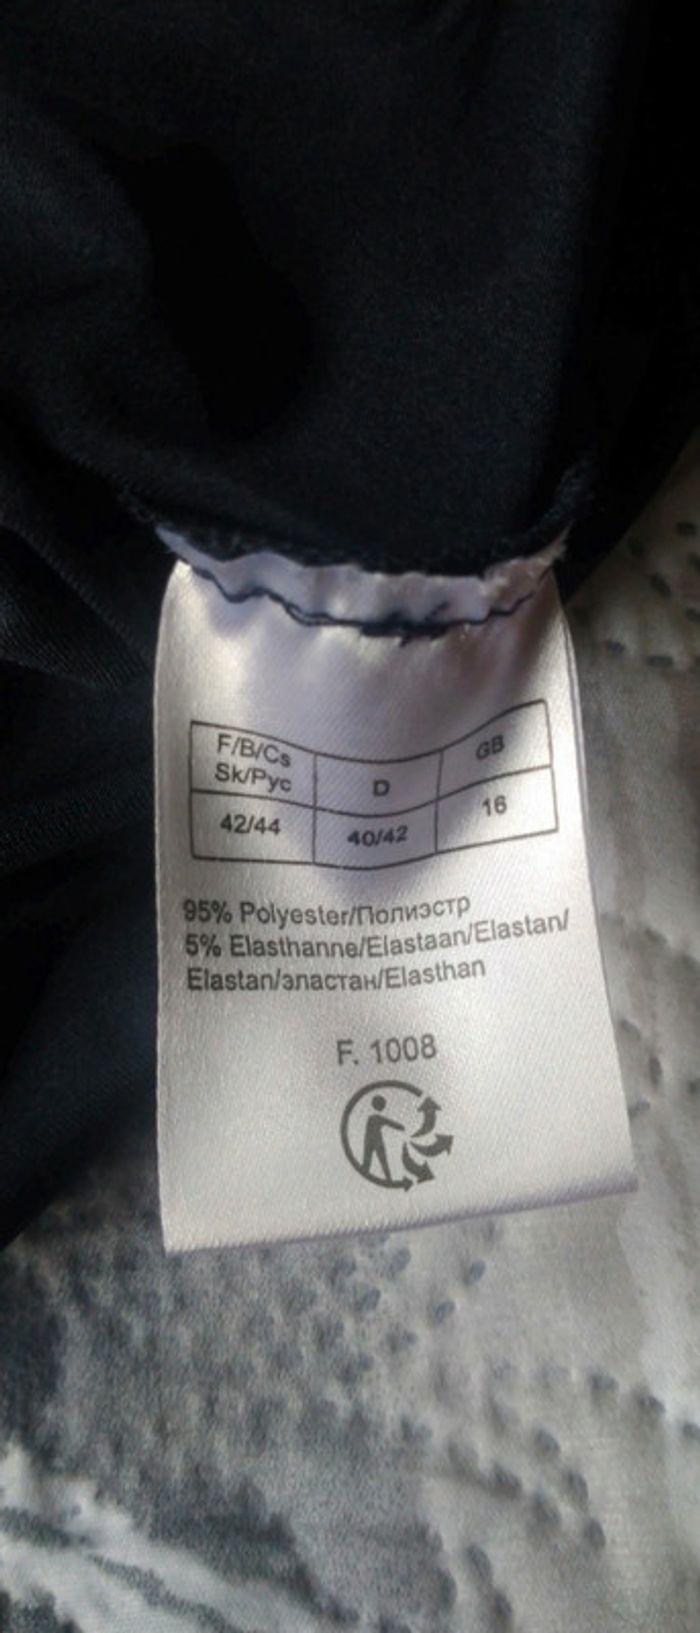 F/B/Cs
Sk/Рус
D
GB
42/44
40/42
16
95% Polyester/Полиэстр
5% Elasthanne/Elastaan/Elastan/
Elastan/эластан/Elasthan
F. 1008